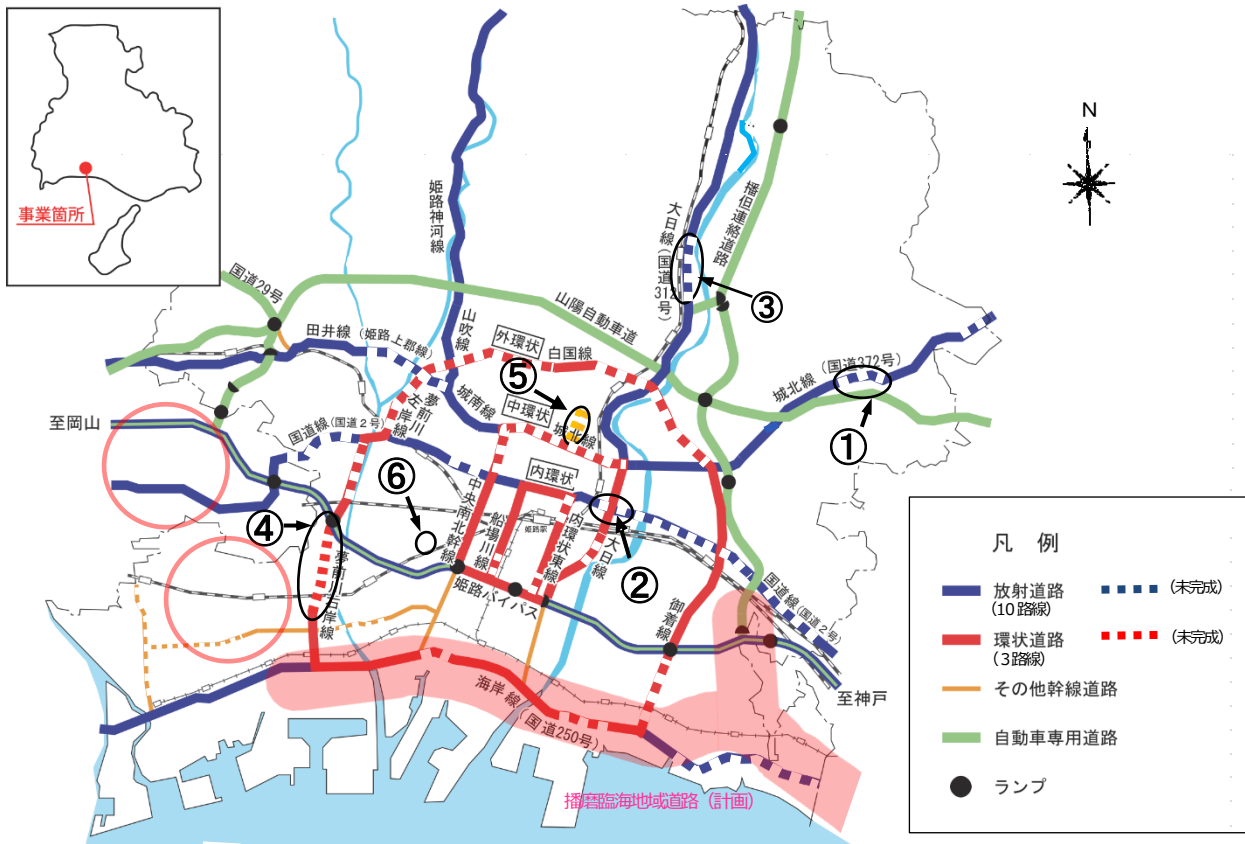 事業箇所
N
国道29号
姫路神河線
大日線(国道312号)
播但連絡道路
③
山陽自動車道
田井線(姫路上郡線)
山吹線
外環状
白国線
城北線(国道372号)
①
⑤
至岡山
国道線(国道2号)
夢前川左岸線
城南線
中環状
城北線
⑥
内環状
中央南北幹線
船場川線
姫路駅
内環状東線
大日線
②
④
夢前川右岸線
姫路バイパス
御着線
国道線(国道2号)
至神戸
海岸線(国道250号)
播磨臨海地域道路(計画)
凡 例
放射道路
(10路線)
(未完成)
環状道路
(3路線)
(未完成)
その他幹線道路
自動車専用道路
ランプ